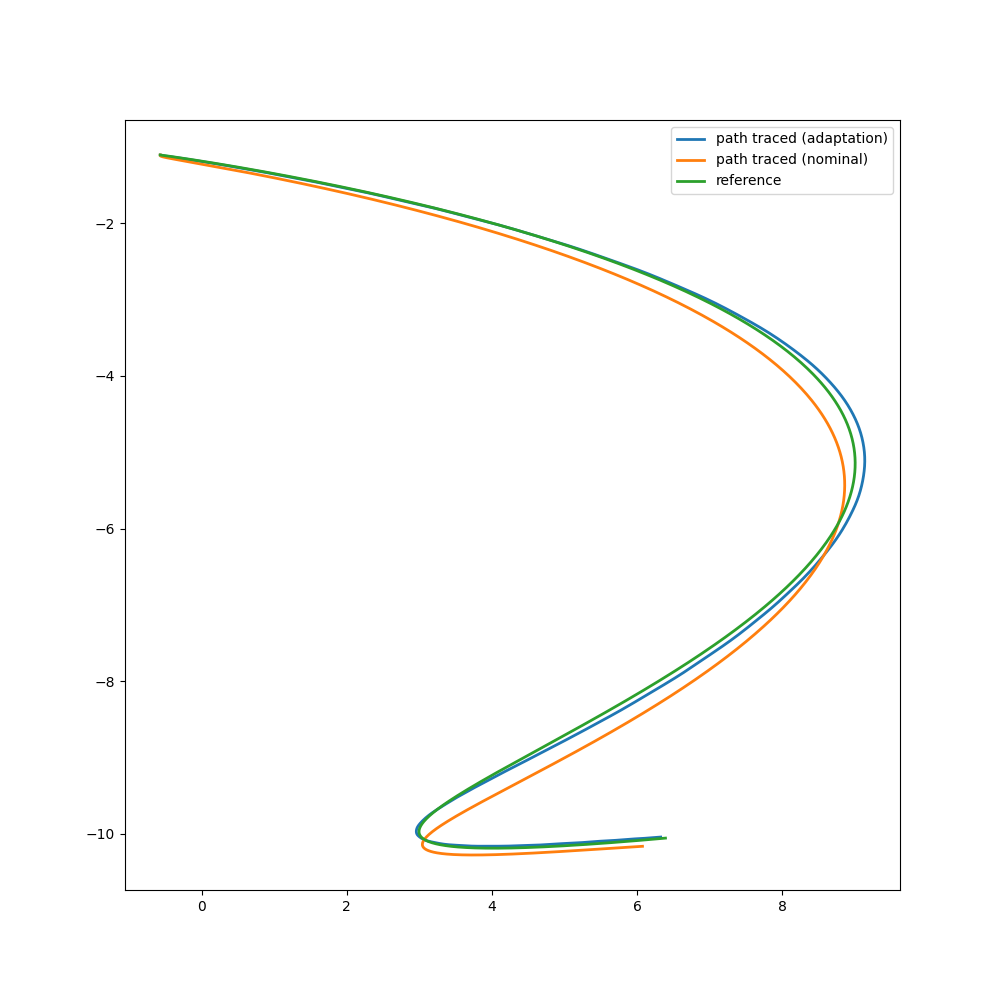 path traced (adaptation)
path traced (nominal)
reference
−2
−4
−6
−8
−10
0 2 4 6 8